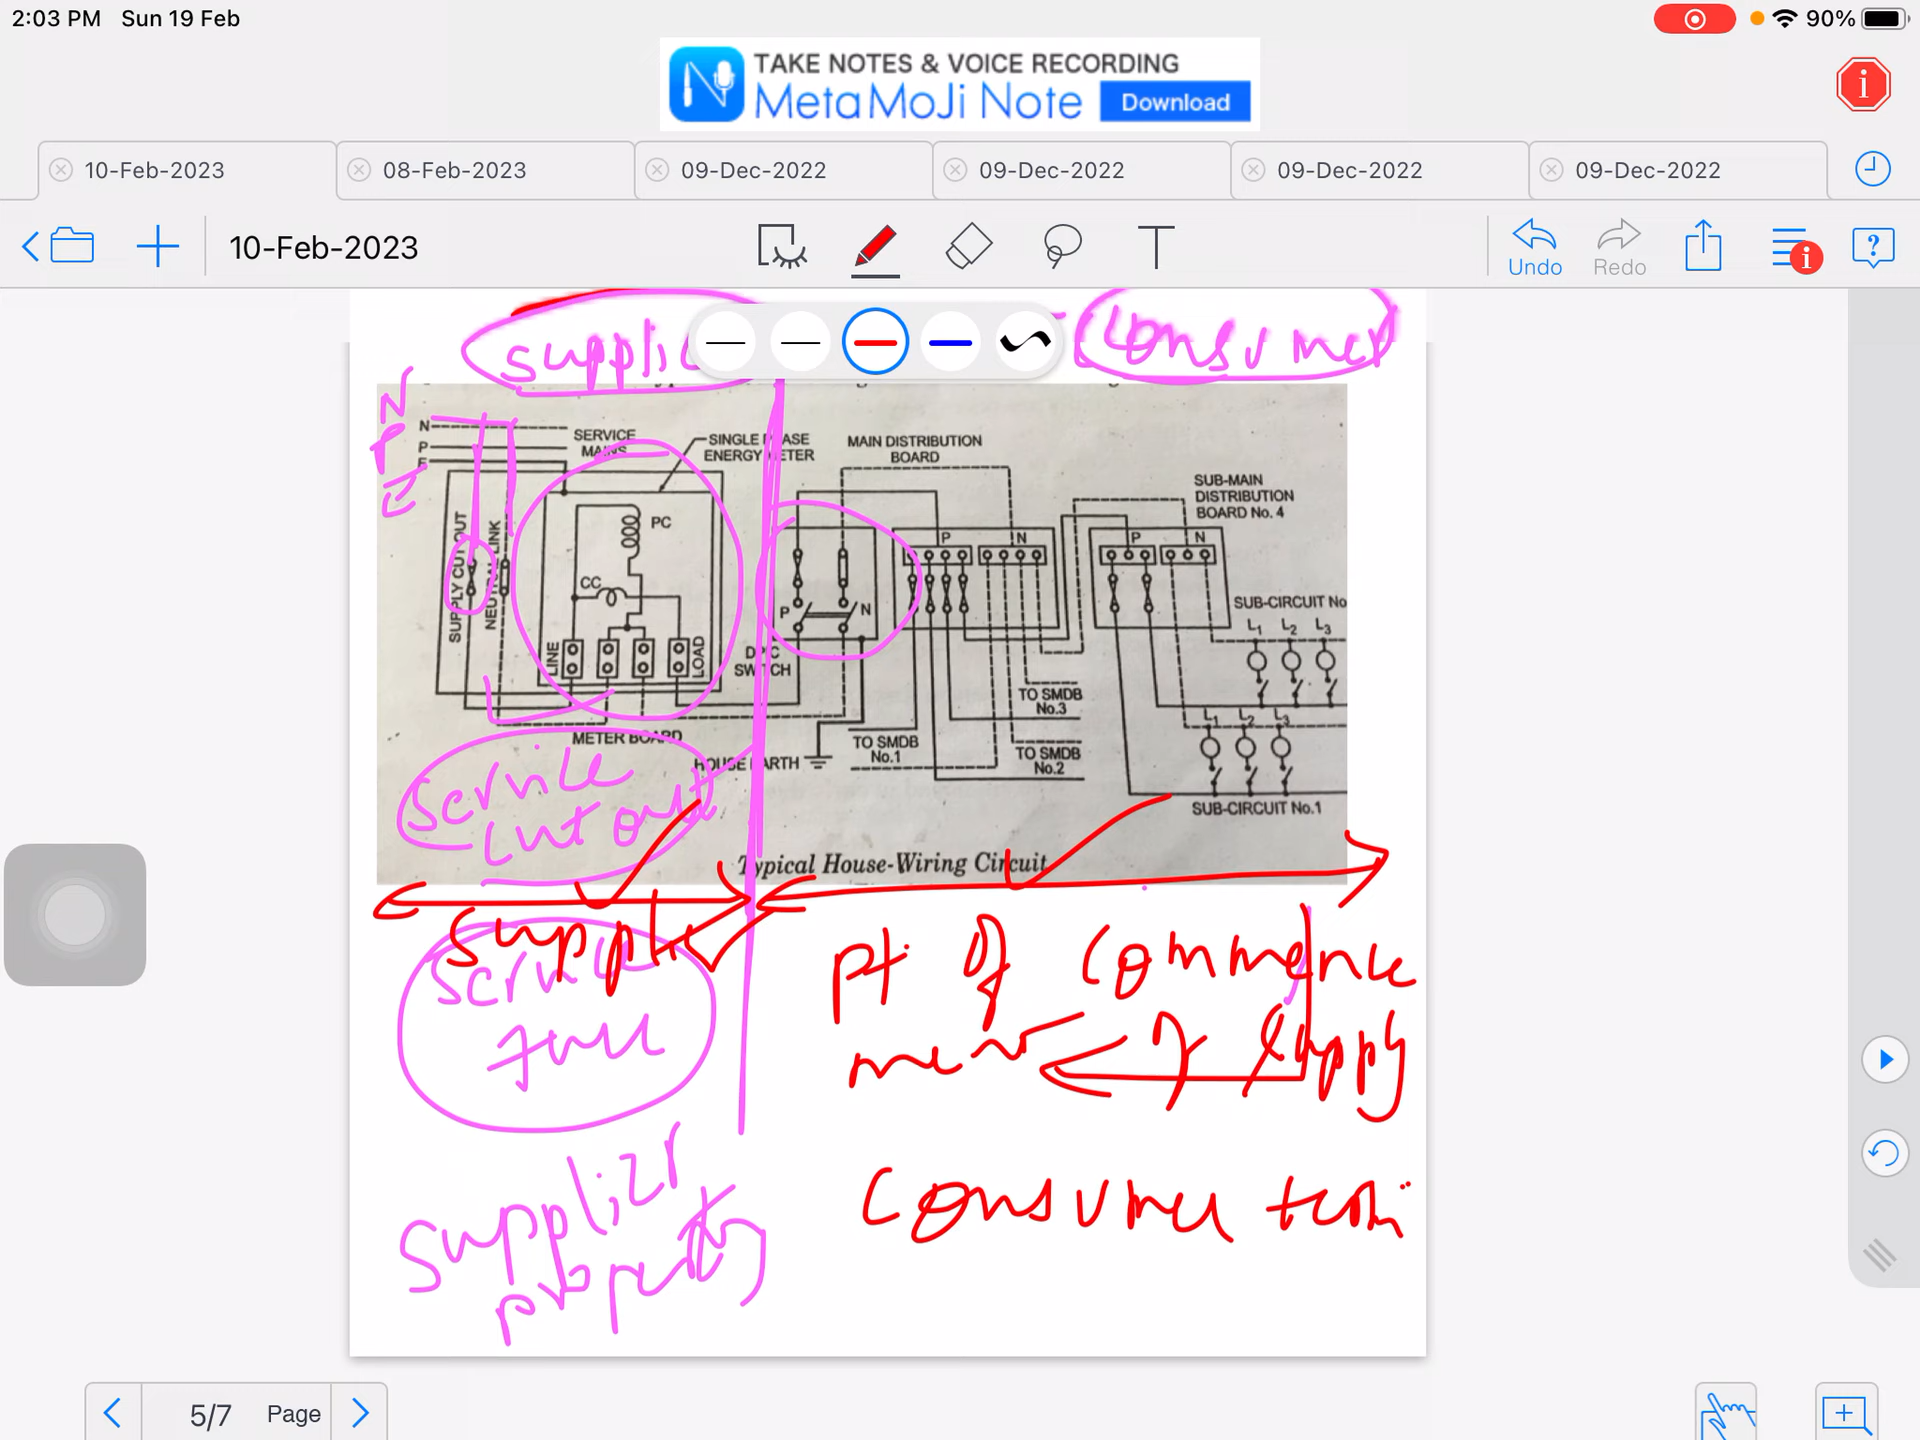 2:03 PM Sun 19 Feb
90%
TAKE NOTES & VOICE RECORDING
MetaMoJi Note
Download
10-Feb-2023
08-Feb-2023
09-Dec-2022
09-Dec-2022
09-Dec-2022
09-Dec-2022
10-Feb-2023
Undo
Redo
Consumer
N
P
E
N
P
E
SERVICE
MAINS
SINGLE PHASE
ENERGY METER
MAIN DISTRIBUTION
BOARD
SUB-MAIN
DISTRIBUTION
BOARD No. 4
SUPPLY CUT OUT
NEUTRAL LINK
PC
CC
LINE
LOAD
P
N
P
N
P
N
DPIC
SWITCH
SUB-CIRCUIT No
L1 L2 L3
L1 L2 L3
TO SMDB
No.3
TO SMDB
No.1
TO SMDB
No.2
METER BOARD
HOUSE EARTH
SUB-CIRCUIT No.1
Service
cut out
Typical House-Wiring Circuit
Service
fuse
pt of commence
ment of supply
Supplier
property
Consumer
5/7 Page